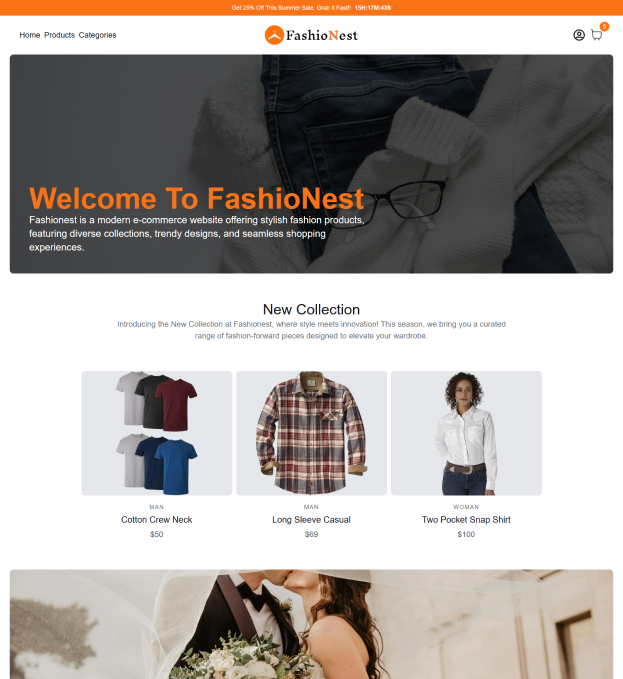 Get 25% Off This Summer Sale. Grab it Fast!! 15H:17M:43S
Home Products Categories
FashioNest
5
Welcome To FashioNest
Fashionest is a modern e-commerce website offering stylish fashion products,
featuring diverse collections, trendy designs, and seamless shopping
experiences.
New Collection
Introducing the New Collection at Fashionest, where style meets innovation! This season, we bring you a curated
range of fashion-forward pieces designed to elevate your wardrobe.
MAN
Cotton Crew Neck
$50
MAN
Long Sleeve Casual
$69
WOMAN
Two Pocket Snap Shirt
$100